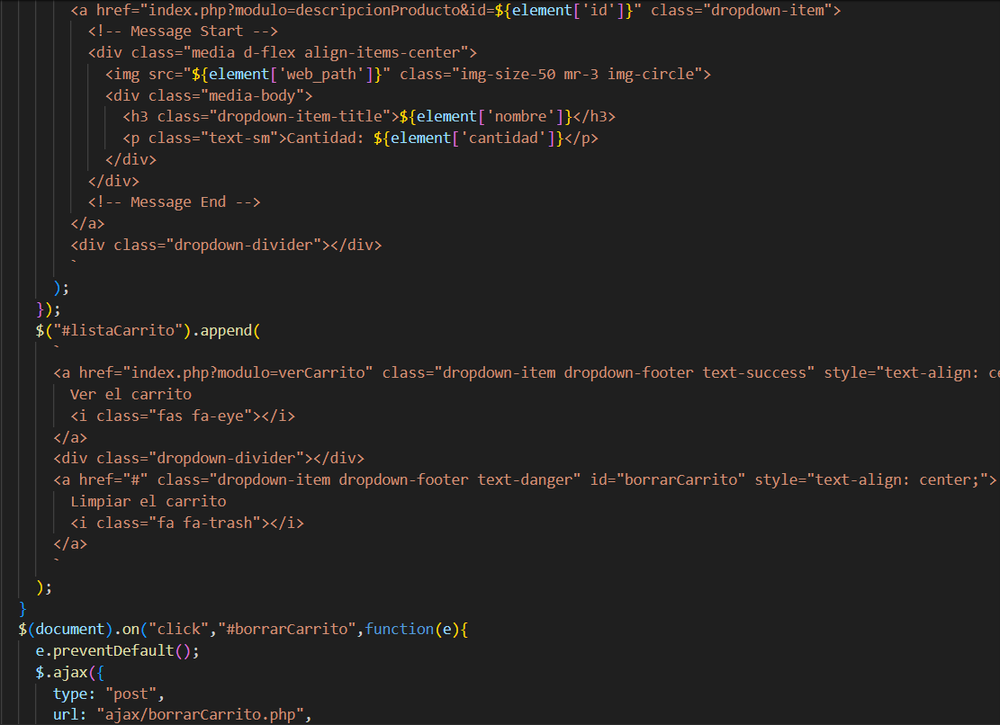 <a href="index.php?modulo=descripcionProducto&id=${element['id']}" class="dropdown-item">
<!-- Message Start -->
<div class="media d-flex align-items-center">
<img src="${element['web_path']}" class="img-size-50 mr-3 img-circle">
<div class="media-body">
<h3 class="dropdown-item-title">${element['nombre']}</h3>
<p class="text-sm">Cantidad: ${element['cantidad']}</p>
</div>
</div>
<!-- Message End -->
</a>
<div class="dropdown-divider"></div>
`
);
});
$("#listaCarrito").append(
`
<a href="index.php?modulo=verCarrito" class="dropdown-item dropdown-footer text-success" style="text-align: ce
Ver el carrito
<i class="fas fa-eye"></i>
</a>
<div class="dropdown-divider"></div>
<a href="#" class="dropdown-item dropdown-footer text-danger" id="borrarCarrito" style="text-align: center;">
Limpiar el carrito
<i class="fa fa-trash"></i>
</a>
`
);
}
$(document).on("click","#borrarCarrito",function(e){
e.preventDefault();
$.ajax({
type: "post",
url: "ajax/borrarCarrito.php",